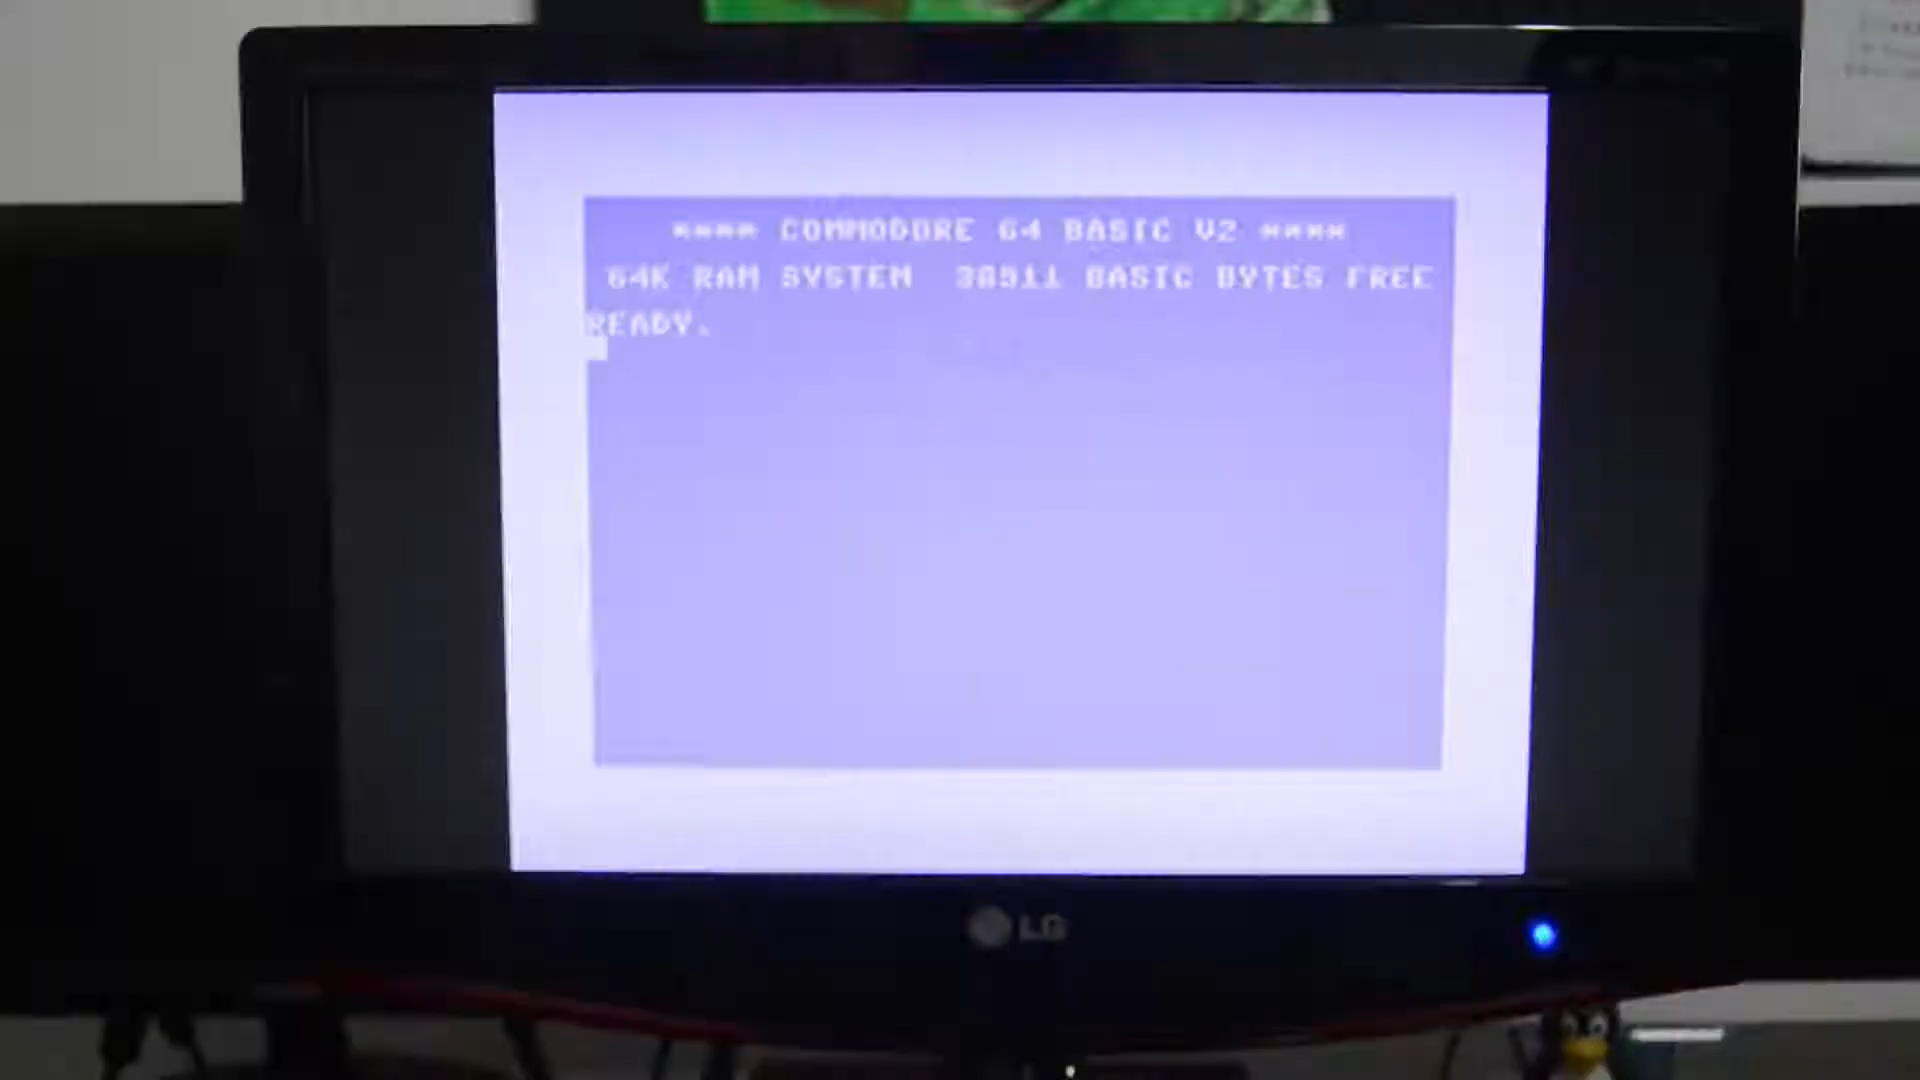 **** COMMODORE 64 BASIC V2 ****
64K RAM SYSTEM  38911 BASIC BYTES FREE
READY.
LG